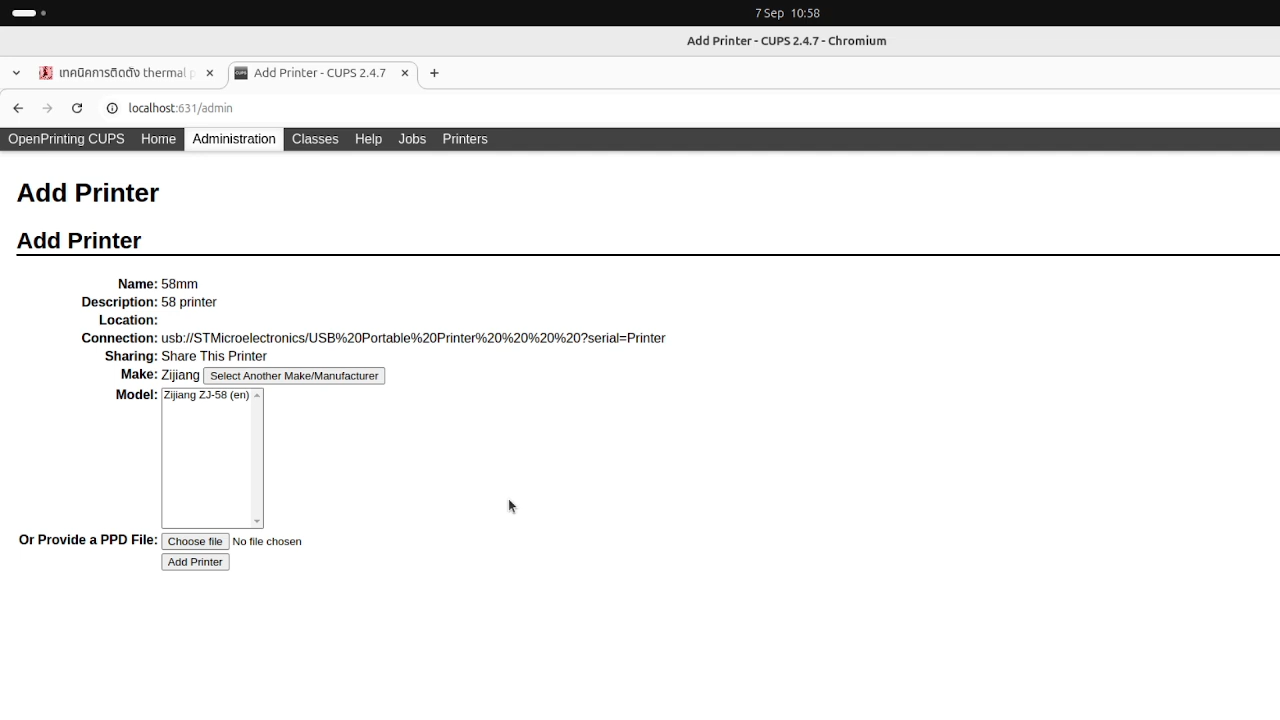 7 Sep 10:58
Add Printer - CUPS 2.4.7 - Chromium
เทคนิคการติดตั้ง thermal p
Add Printer - CUPS 2.4.7
localhost:631/admin
OpenPrinting CUPS Home Administration Classes Help Jobs Printers
Add Printer
Add Printer
Name: 58mm
Description: 58 printer
Location:
Connection: usb://STMicroelectronics/USB%20Portable%20Printer%20%20%20%20?serial=Printer
Sharing: Share This Printer
Make: Zijiang Select Another Make/Manufacturer
Model: Zijiang ZJ-58 (en)
Or Provide a PPD File: Choose file No file chosen
Add Printer